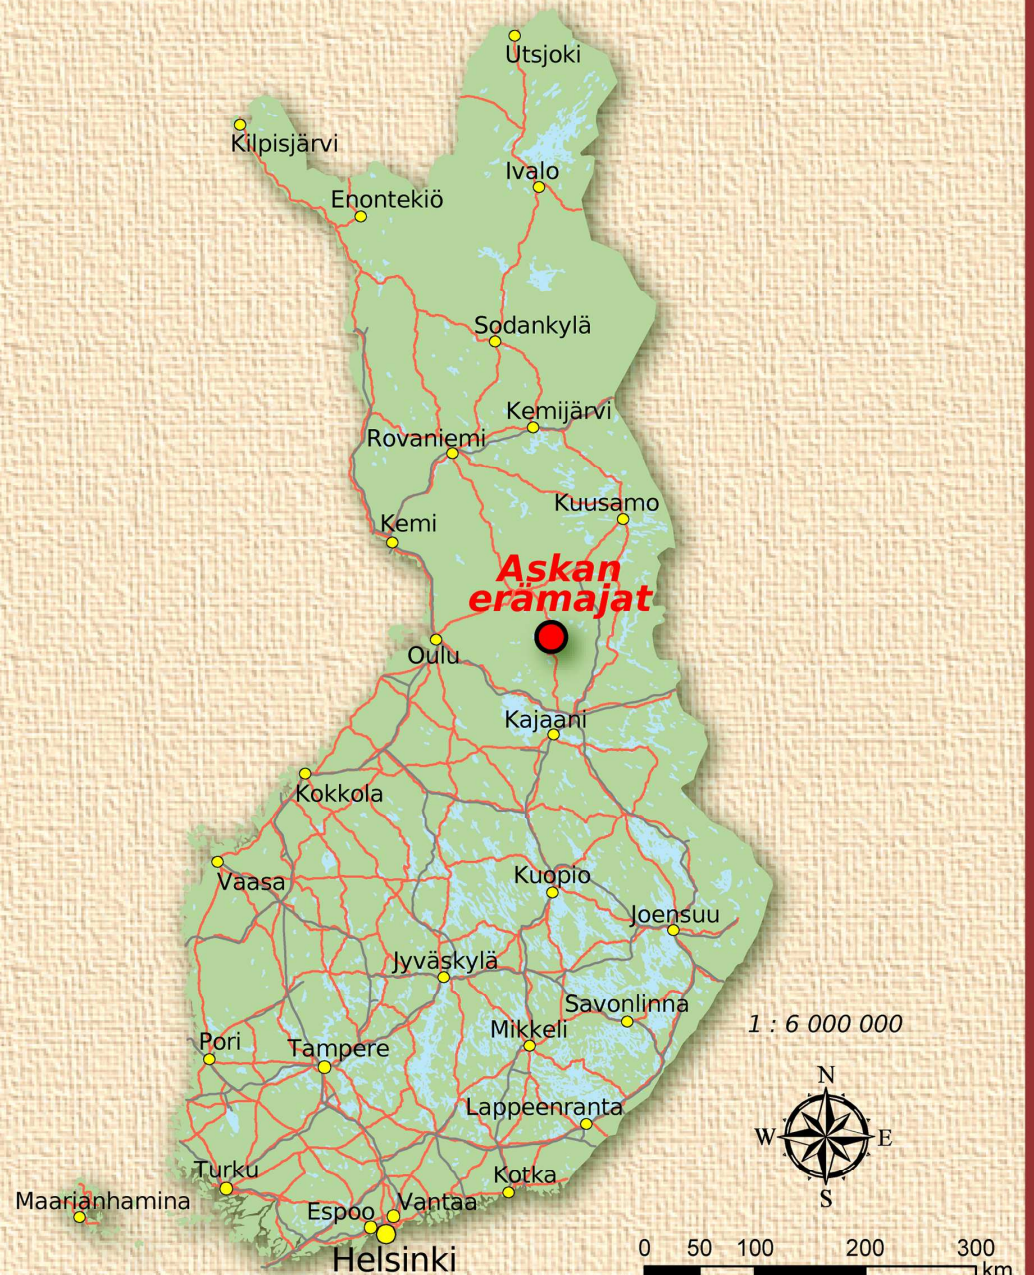 Utsjoki
Kilpisjärvi
Ivalo
Enontekiö
Sodankylä
Kemijärvi
Rovaniemi
Kuusamo
Kemi
Askan
erämajat
Oulu
Kajaani
Kokkola
Kuopio
Vaasa
Joensuu
Jyväskylä
Savonlinna
1 : 6 000 000
Mikkeli
Pori
Tampere
N
Lappeenranta
W E
S
Turku
Kotka
Maarianhamina
Vantaa
Espoo
Helsinki
0 50 100 200 300
km